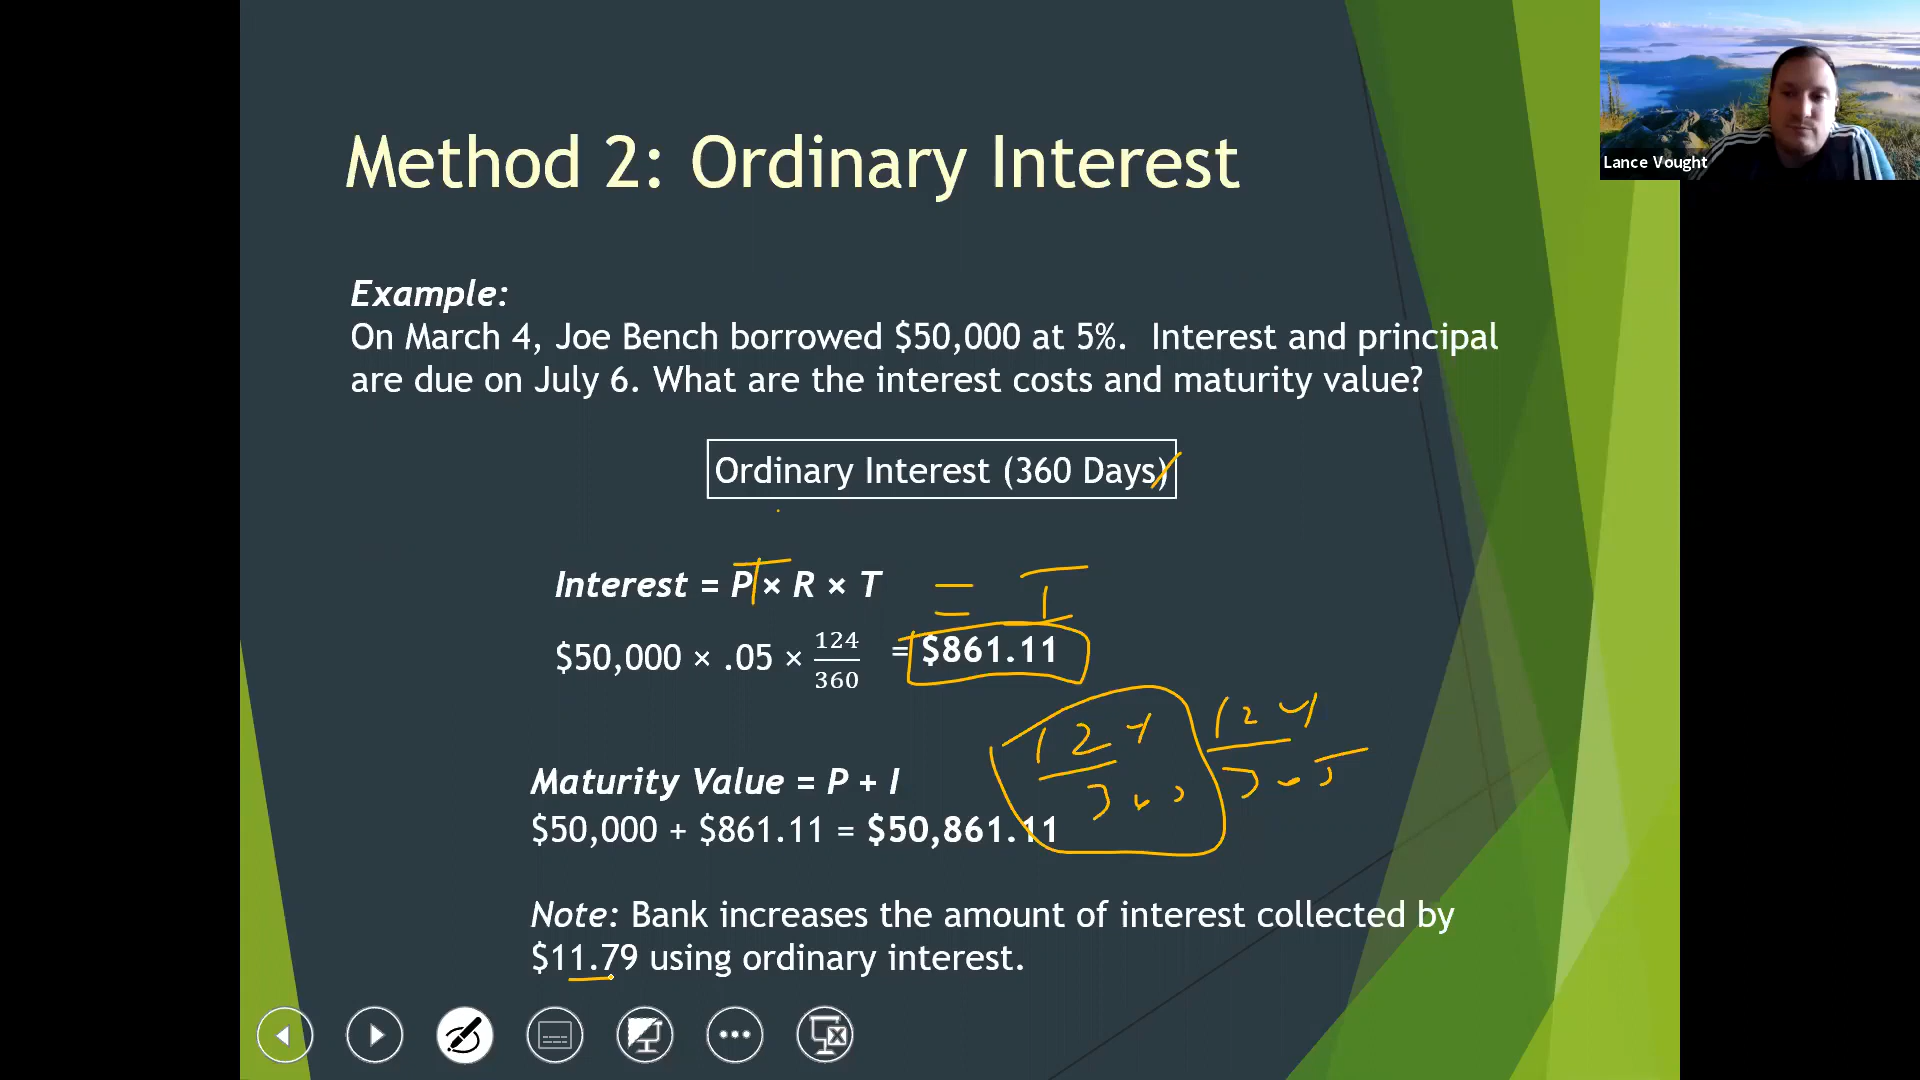 Lance Vought
Method 2: Ordinary Interest
Example:
On March 4, Joe Bench borrowed $50,000 at 5%. Interest and principal
are due on July 6. What are the interest costs and maturity value?
Ordinary Interest (360 Days)
Interest = P × R × T = I
$50,000 × .05 × 124/360 = $861.11
124 124
360 365
Maturity Value = P + I
$50,000 + $861.11 = $50,861.11
Note: Bank increases the amount of interest collected by
$11.79 using ordinary interest.